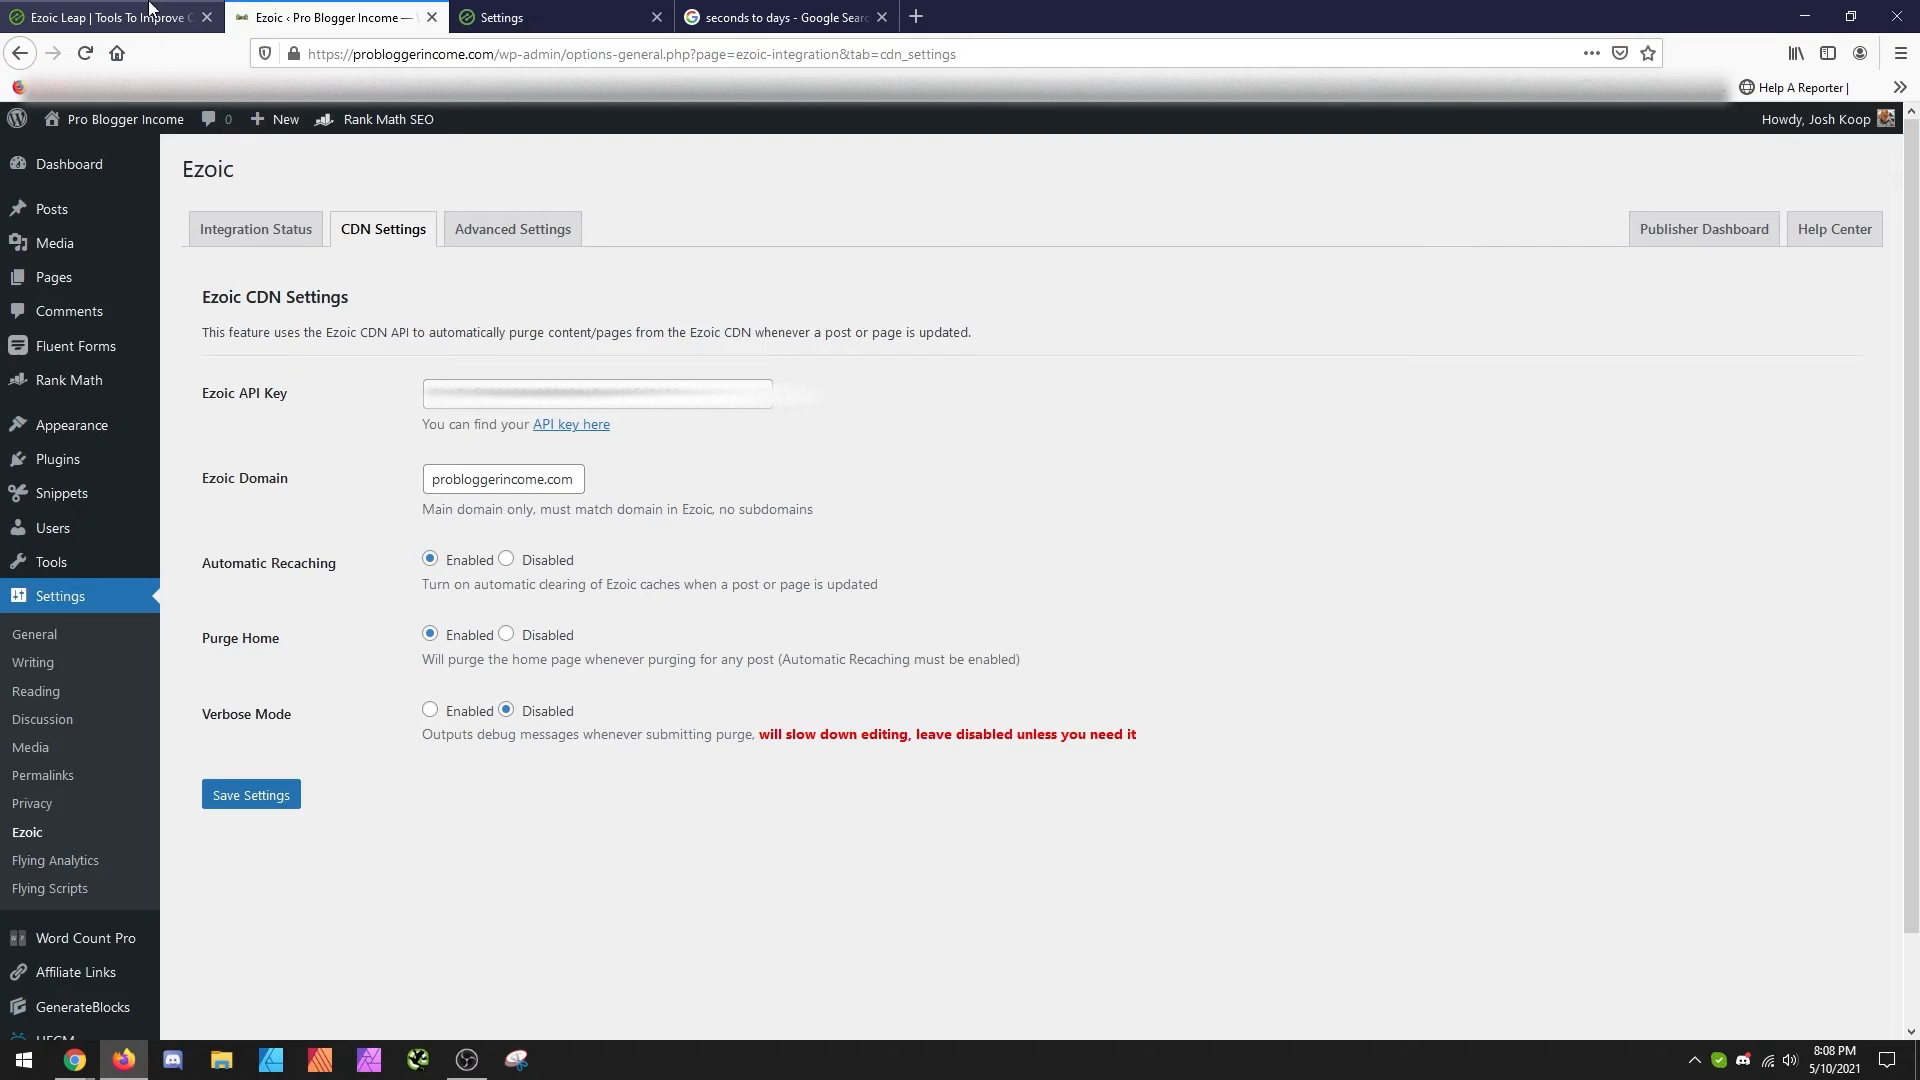 Ezoic Leap | Tools To Improve C
Ezoic ‹ Pro Blogger Income —
Settings
seconds to days - Google Sear
https://probloggerincome.com/wp-admin/options-general.php?page=ezoic-integration&tab=cdn_settings
Help A Reporter |
Pro Blogger Income
0
New
Rank Math SEO
Howdy, Josh Koop
Dashboard
Posts
Media
Pages
Comments
Fluent Forms
Rank Math
Appearance
Plugins
Snippets
Users
Tools
Settings
General
Writing
Reading
Discussion
Media
Permalinks
Privacy
Ezoic
Flying Analytics
Flying Scripts
Word Count Pro
Affiliate Links
GenerateBlocks
Ezoic
Integration Status
CDN Settings
Advanced Settings
Publisher Dashboard
Help Center
Ezoic CDN Settings
This feature uses the Ezoic CDN API to automatically purge content/pages from the Ezoic CDN whenever a post or page is updated.
Ezoic API Key
You can find your API key here
Ezoic Domain
probloggerincome.com
Main domain only, must match domain in Ezoic, no subdomains
Automatic Recaching
Enabled Disabled
Turn on automatic clearing of Ezoic caches when a post or page is updated
Purge Home
Enabled Disabled
Will purge the home page whenever purging for any post (Automatic Recaching must be enabled)
Verbose Mode
Enabled Disabled
Outputs debug messages whenever submitting purge, will slow down editing, leave disabled unless you need it
Save Settings
8:08 PM
5/10/2021